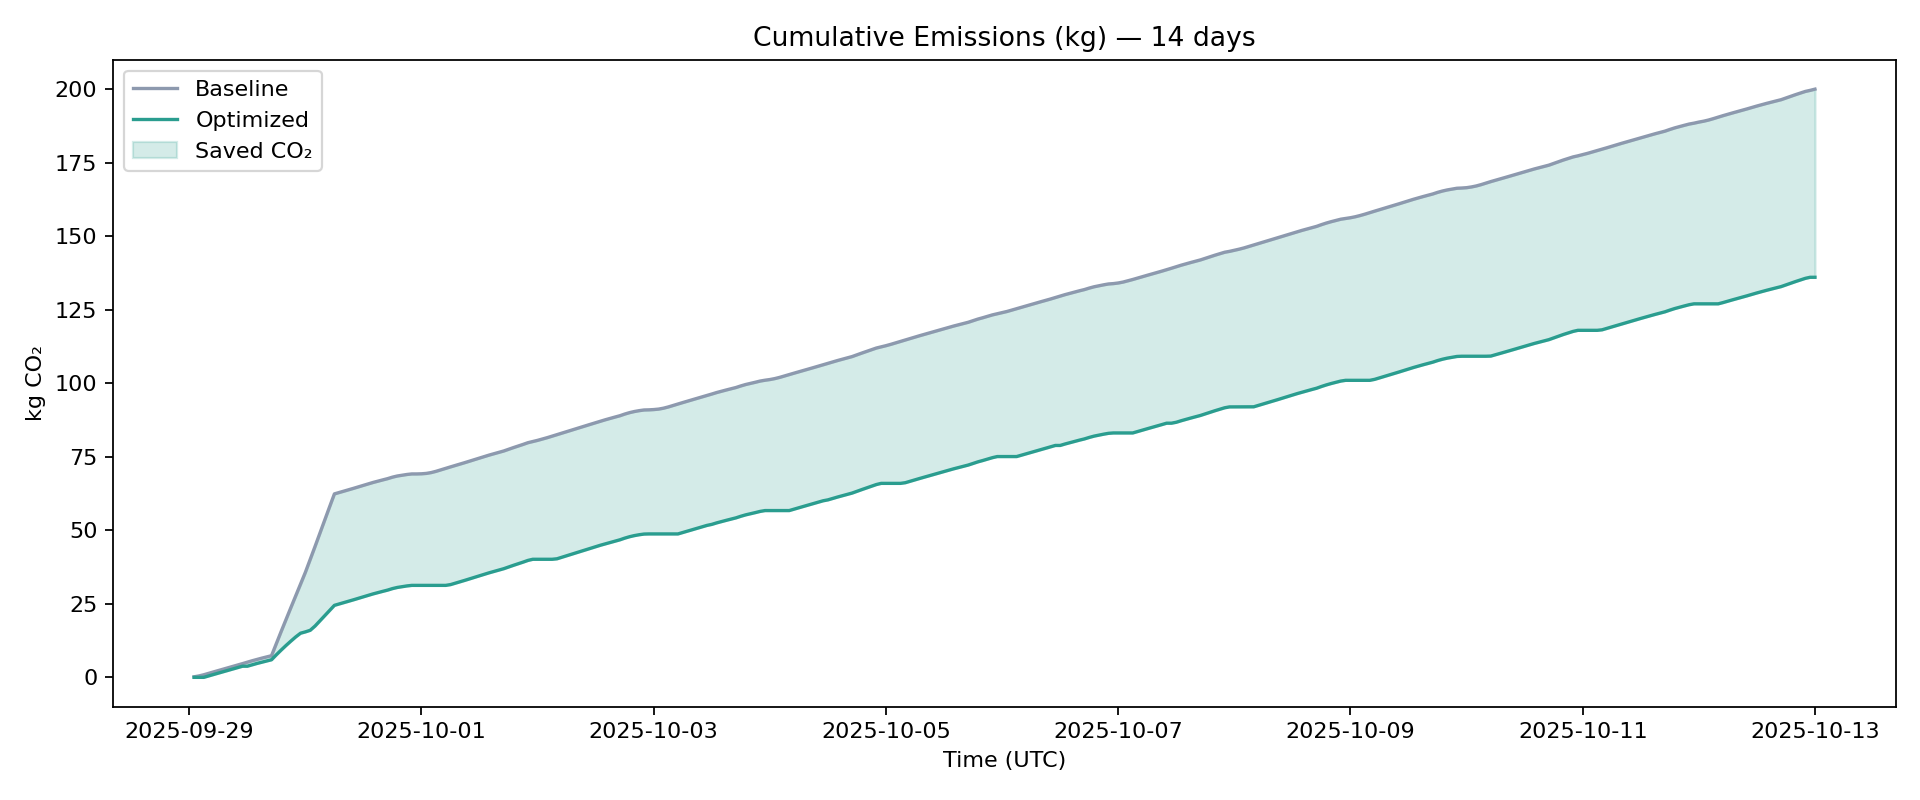 Cumulative Emissions (kg) — 14 days
Baseline
Optimized
Saved CO₂
200
175
150
125
100
75
50
25
0
kg CO₂
2025-09-29 2025-10-01 2025-10-03 2025-10-05 2025-10-07 2025-10-09 2025-10-11 2025-10-13
Time (UTC)